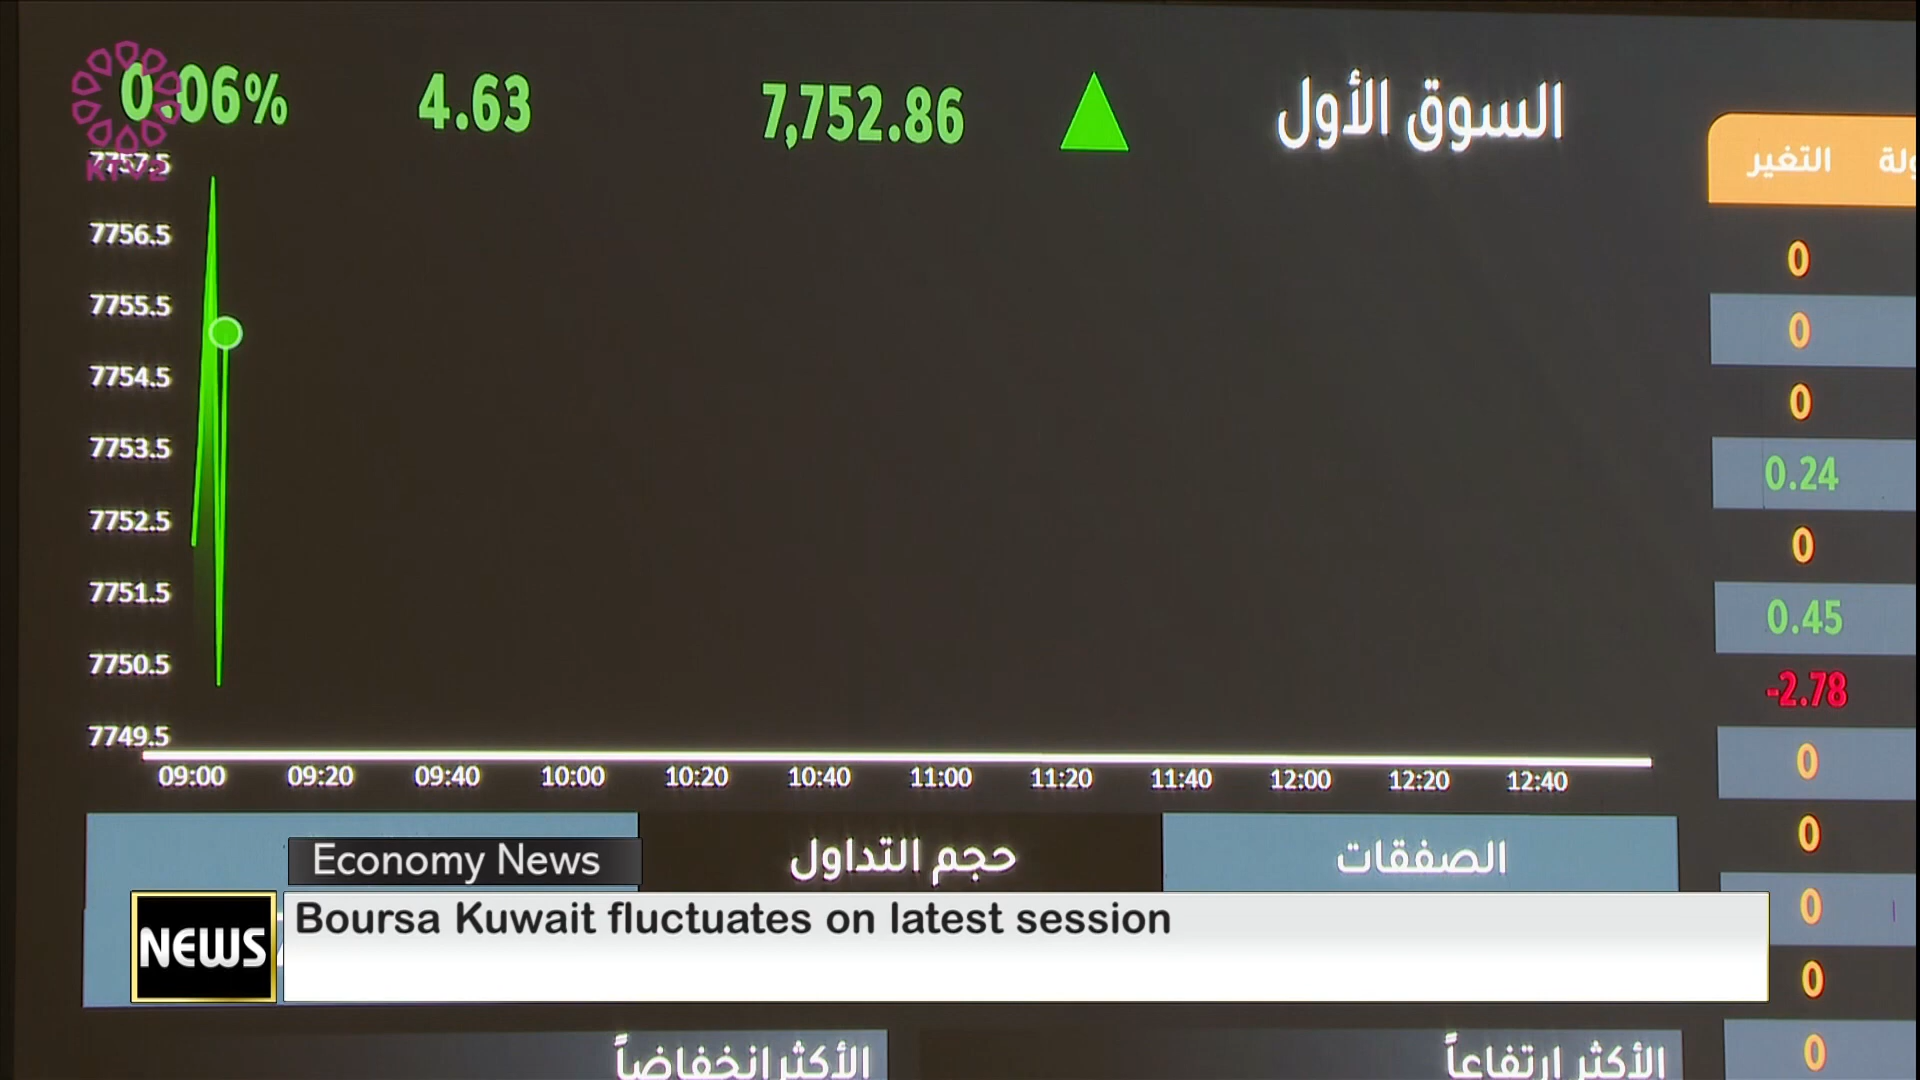 0.06% 4.63 7,752.86 السوق الأول
KTV2
التغير
7757.5
7756.5
7755.5
7754.5
7753.5
7752.5
7751.5
7750.5
7749.5
09:00 09:20 09:40 10:00 10:20 10:40 11:00 11:20 11:40 12:00 12:20 12:40
0
0
0
0.24
0
0.45
-2.78
0
0
0
0
0
الصفقات
حجم التداول
Economy News
NEWS
Boursa Kuwait fluctuates on latest session
الأكثر ارتفاعاً
الأكثر انخفاضاً